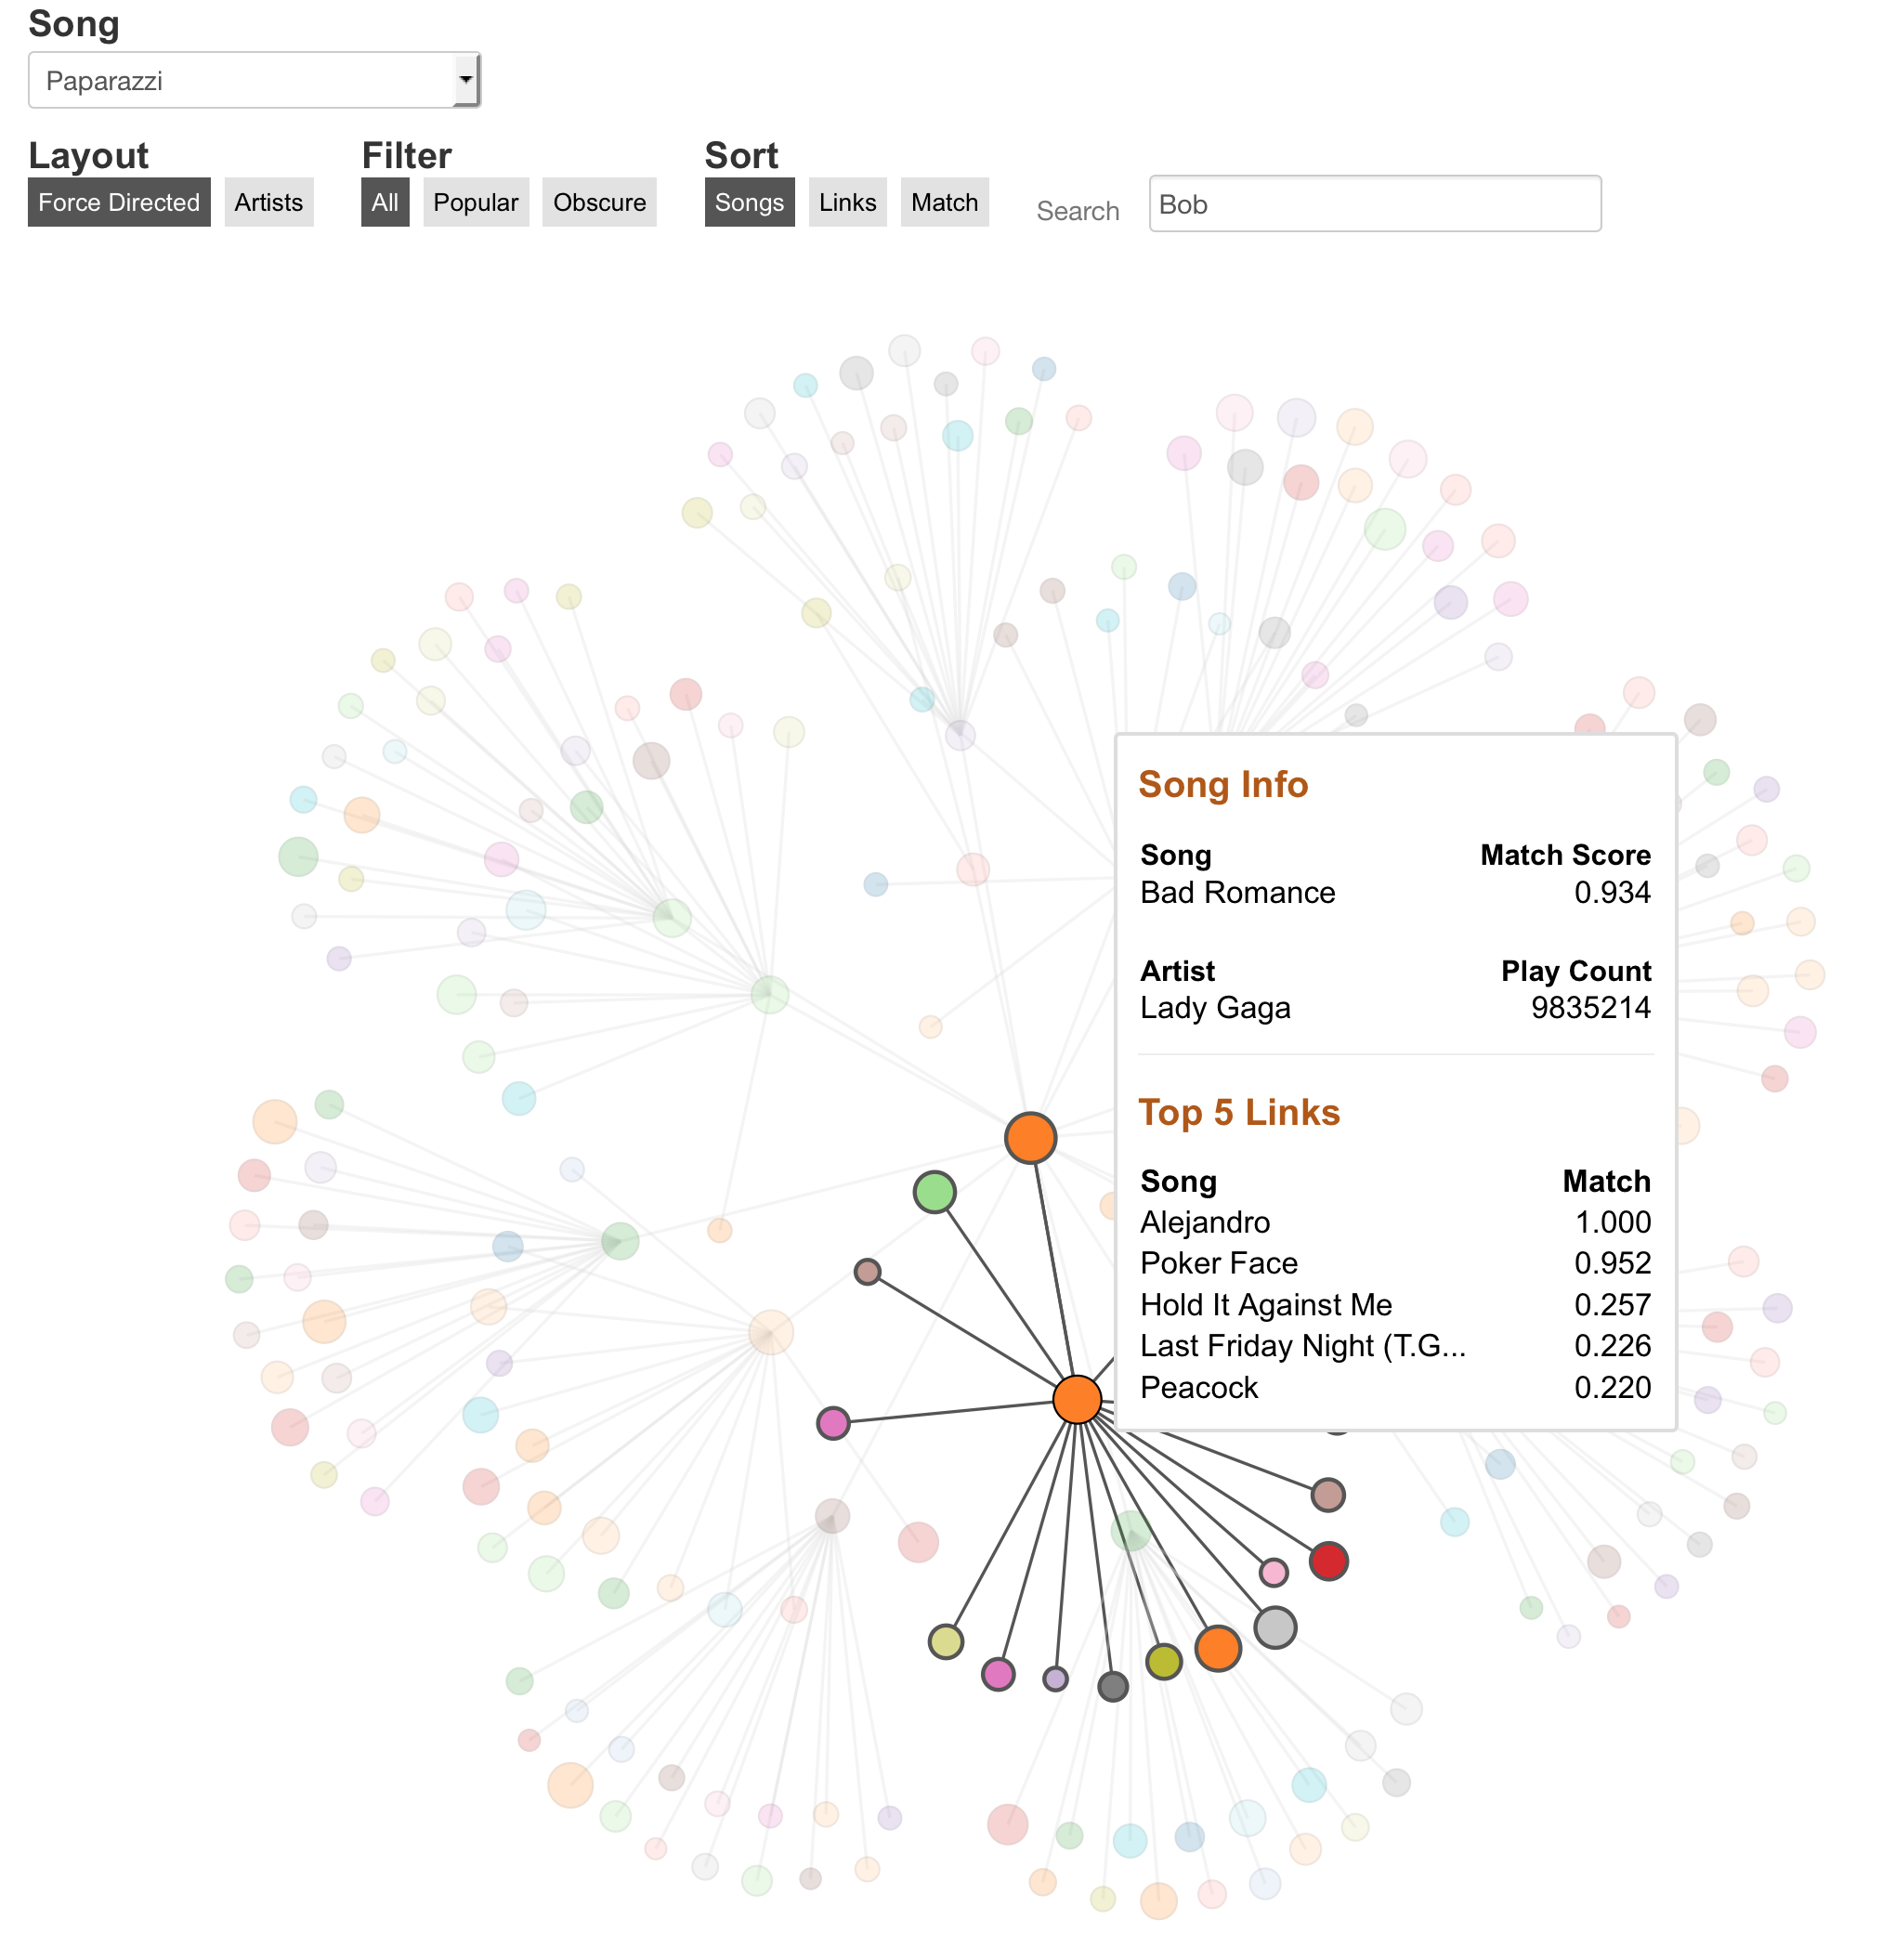 Song
Paparazzi
Layout Filter Sort
Force Directed Artists All Popular Obscure Songs Links Match Search Bob
Song Info
Song Match Score
Bad Romance 0.934
Artist Play Count
Lady Gaga 9835214
Top 5 Links
Song Match
Alejandro 1.000
Poker Face 0.952
Hold It Against Me 0.257
Last Friday Night (T.G... 0.226
Peacock 0.220